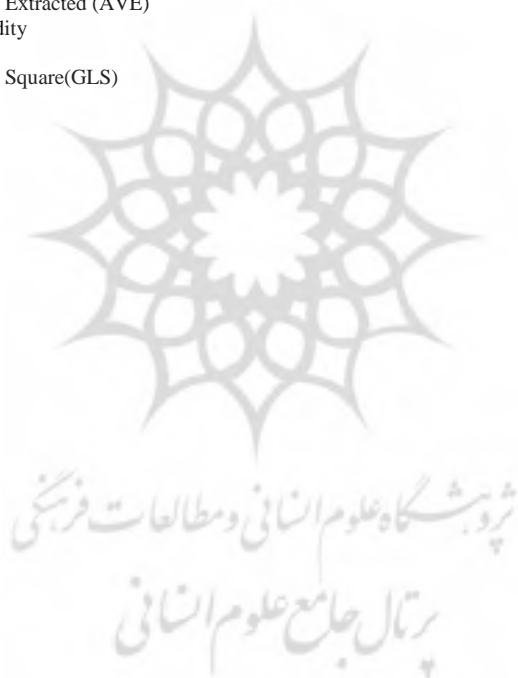 Extracted (AVE)
dity
Square(GLS)
پژوهشگاه علوم انسانی و مطالعات فرهنگی
پرتال جامع علوم انسانی